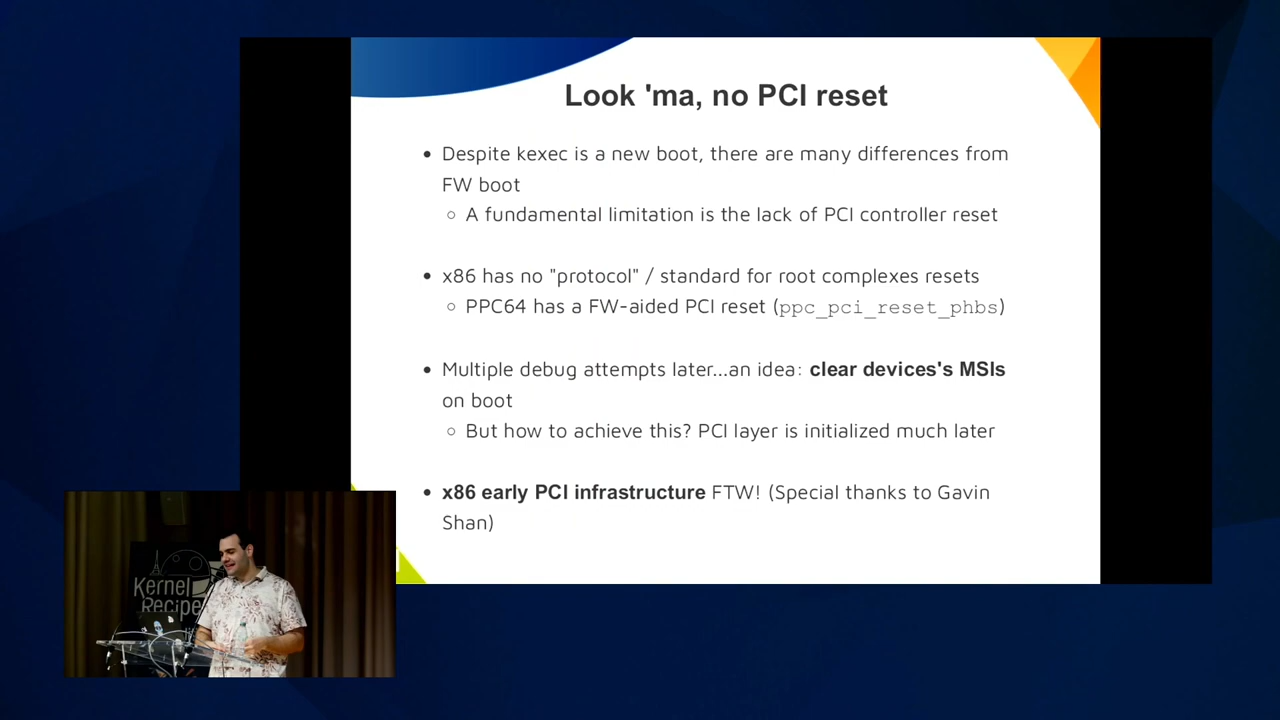 Look 'ma, no PCI reset
• Despite kexec is a new boot, there are many differences from
FW boot
○ A fundamental limitation is the lack of PCI controller reset
• x86 has no "protocol" / standard for root complexes resets
○ PPC64 has a FW-aided PCI reset (ppc_pci_reset_phbs)
• Multiple debug attempts later...an idea: clear devices's MSIs
on boot
○ But how to achieve this? PCI layer is initialized much later
• x86 early PCI infrastructure FTW! (Special thanks to Gavin
Shan)
Kernel
Recipe